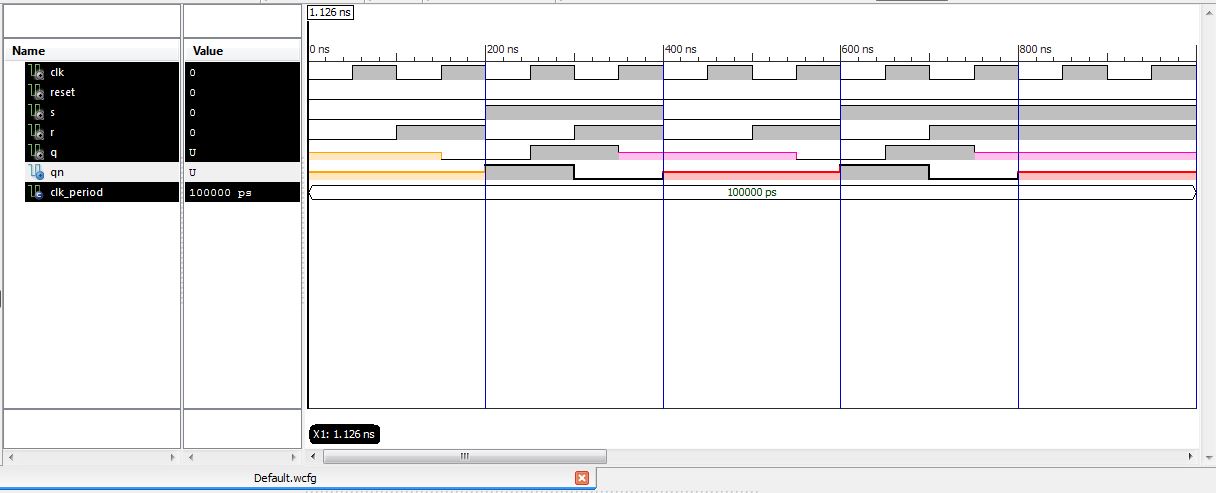 1.126 ns
Name Value
0 ns 200 ns 400 ns 600 ns 800 ns
clk 0
reset 0
s 0
r 0
q U
qn U
clk_period 100000 ps 100000 ps
X1: 1.126 ns
Default.wcfg